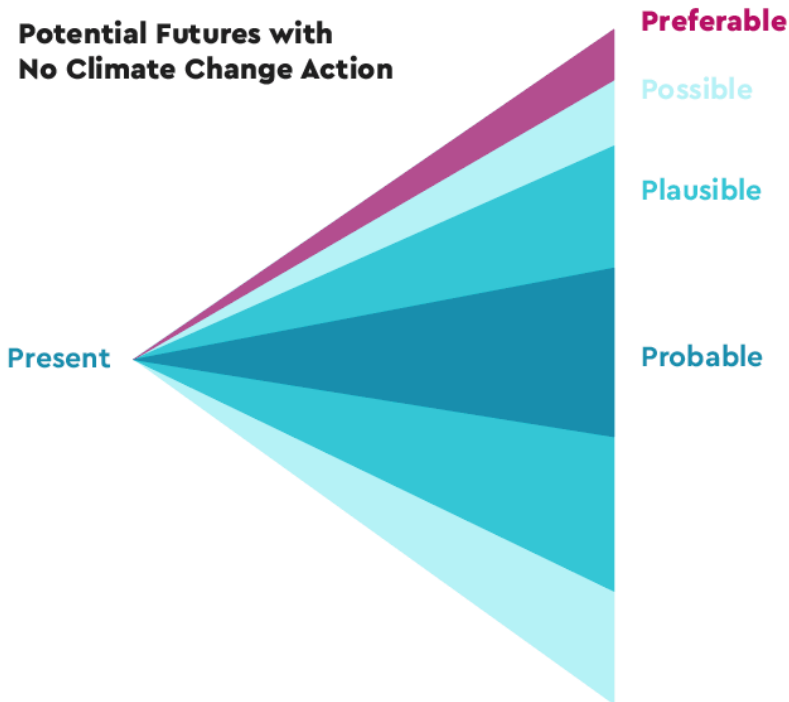 Potential Futures with
No Climate Change Action
Preferable
Possible
Plausible
Present
Probable